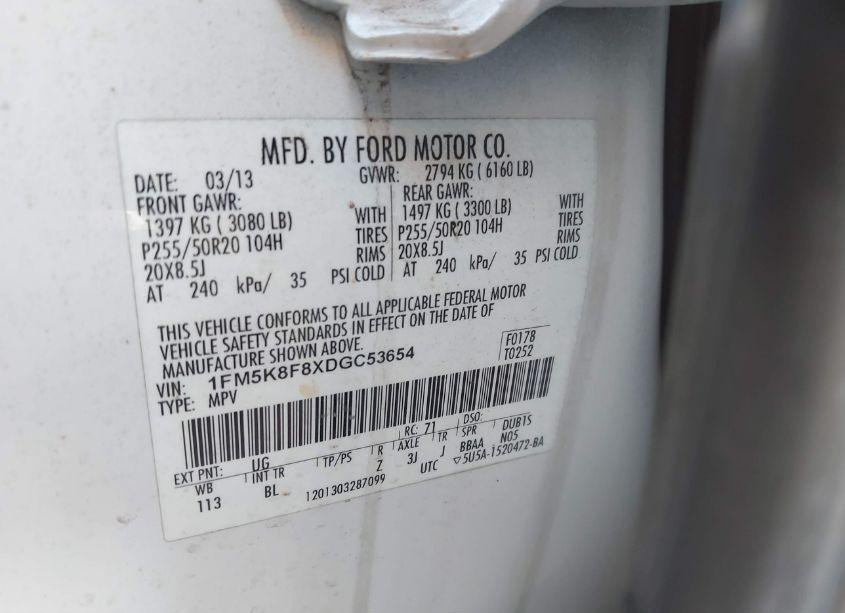 MFD. BY FORD MOTOR CO.
DATE: 03/13 GVWR: 2794 KG ( 6160 LB)
FRONT GAWR: REAR GAWR:
1397 KG ( 3080 LB) WITH 1497 KG ( 3300 LB) WITH
P255/50R20 104H TIRES P255/50R20 104H TIRES
20X8.5J RIMS 20X8.5J RIMS
AT 240 kPa/ 35 PSI COLD AT 240 kPa/ 35 PSI COLD
THIS VEHICLE CONFORMS TO ALL APPLICABLE FEDERAL MOTOR
VEHICLE SAFETY STANDARDS IN EFFECT ON THE DATE OF
MANUFACTURE SHOWN ABOVE.
F0178
T0252
VIN: 1FM5K8F8XDGC53654
TYPE: MPV
EXT PNT: UG RC: 71 DSO:
WB INT TR TP/PS R AXLE TR SPR DUB1S
113 BL Z 3J J BBAA N05
1201303287099 UTC ▽5U5A-1520472-BA